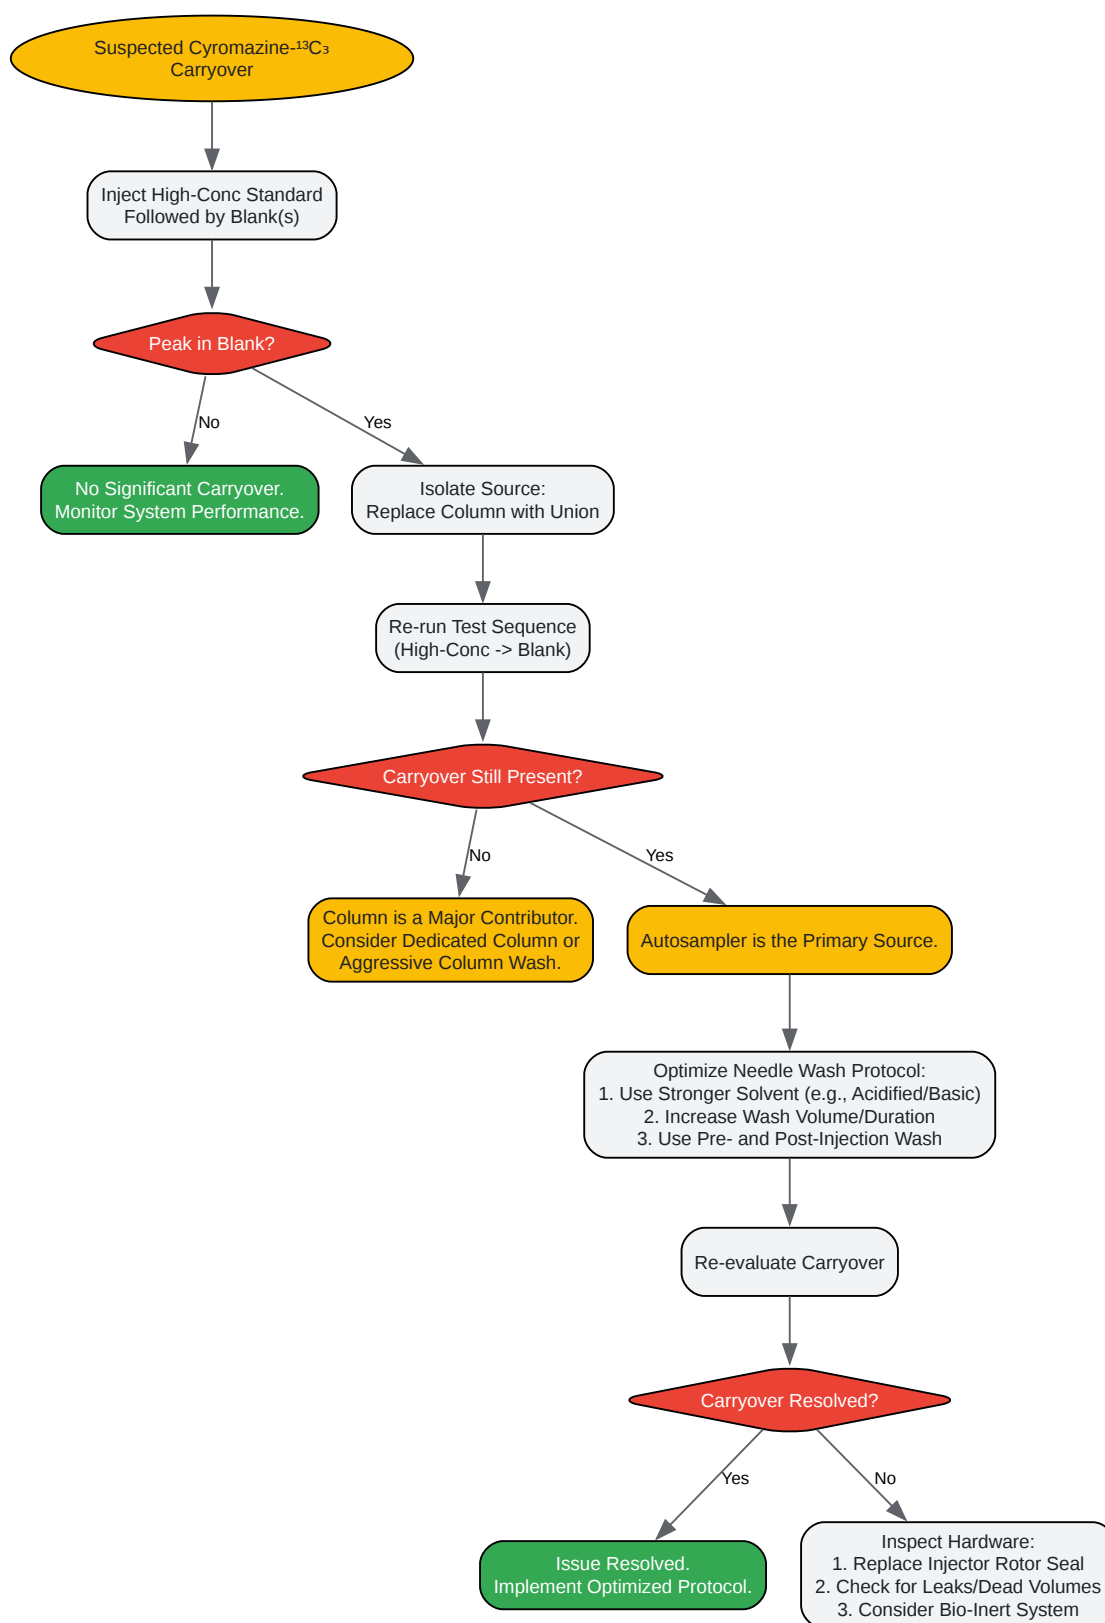 Suspected Cyromazine-¹³C₃
Carryover
Inject High-Conc Standard
Followed by Blank(s)
Peak in Blank?
No
Yes
No Significant Carryover.
Monitor System Performance.
Isolate Source:
Replace Column with Union
Re-run Test Sequence
(High-Conc -> Blank)
Carryover Still Present?
No
Yes
Column is a Major Contributor.
Consider Dedicated Column or
Aggressive Column Wash.
Autosampler is the Primary Source.
Optimize Needle Wash Protocol:
1. Use Stronger Solvent (e.g., Acidified/Basic)
2. Increase Wash Volume/Duration
3. Use Pre- and Post-Injection Wash
Re-evaluate Carryover
Carryover Resolved?
Yes
No
Issue Resolved.
Implement Optimized Protocol.
Inspect Hardware:
1. Replace Injector Rotor Seal
2. Check for Leaks/Dead Volumes
3. Consider Bio-Inert System